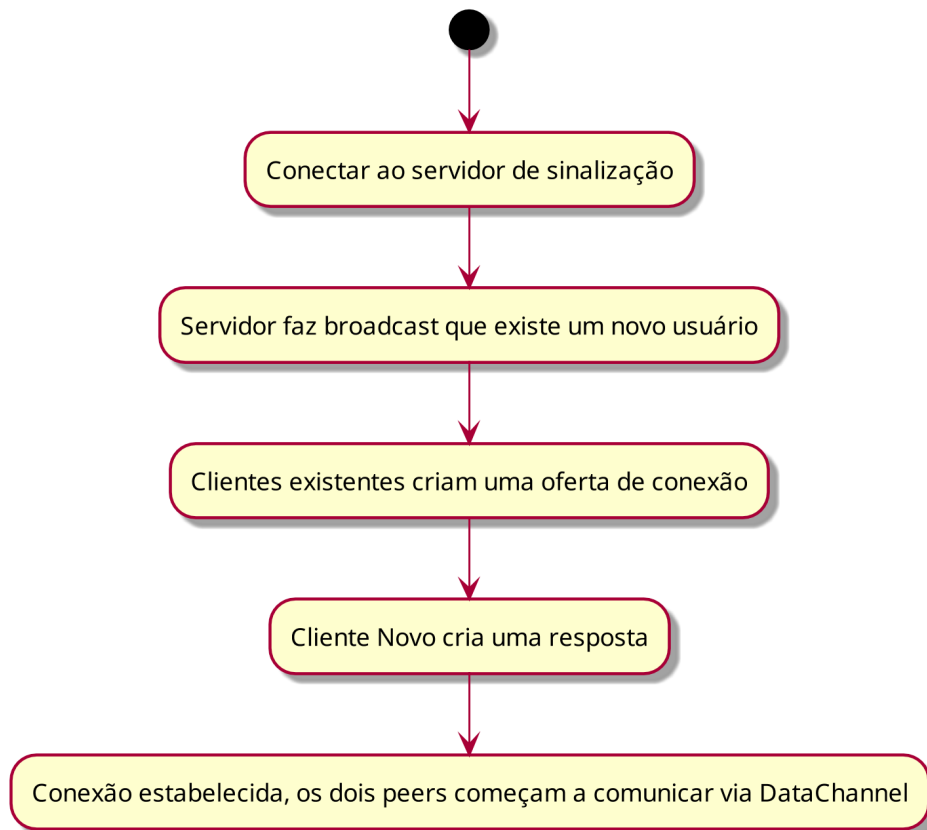 Conectar ao servidor de sinalização
Servidor faz broadcast que existe um novo usuário
Clientes existentes criam uma oferta de conexão
Cliente Novo cria uma resposta
Conexão estabelecida, os dois peers começam a comunicar via DataChannel